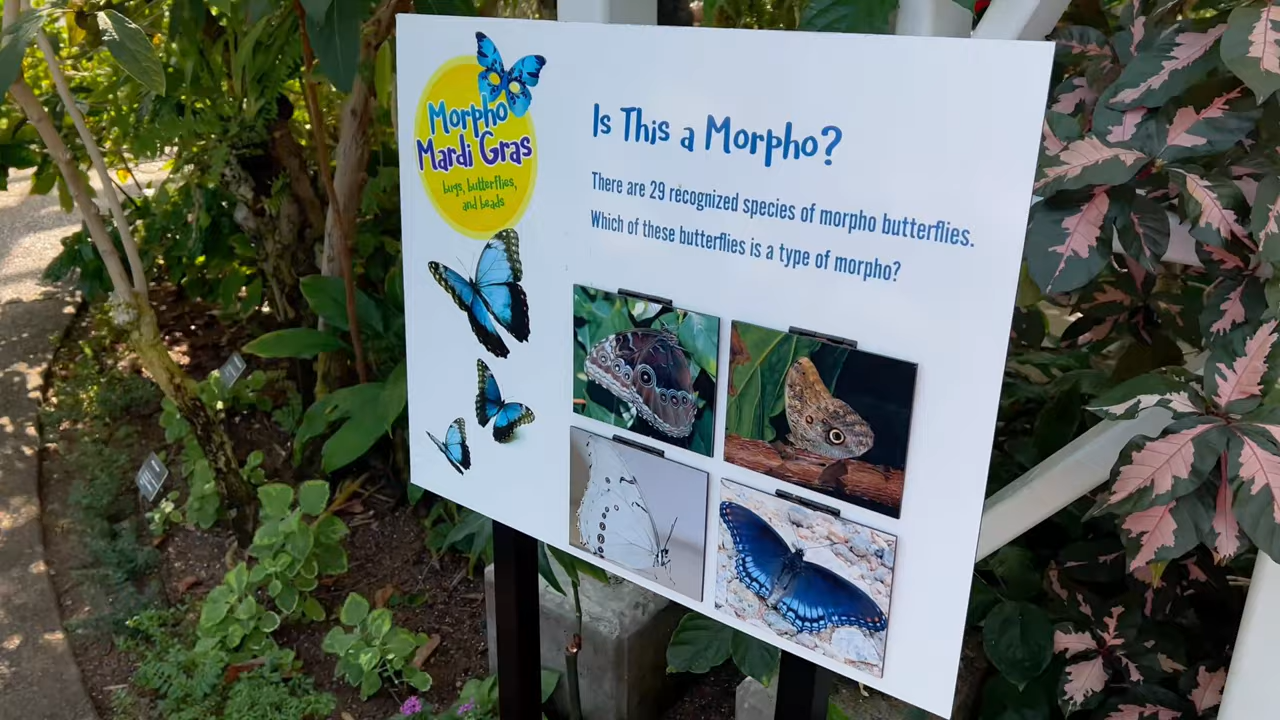 Morpho
Mardi Gras
bugs, butterflies,
and beads
Is This a Morpho?
There are 29 recognized species of morpho butterflies.
Which of these butterflies is a type of morpho?